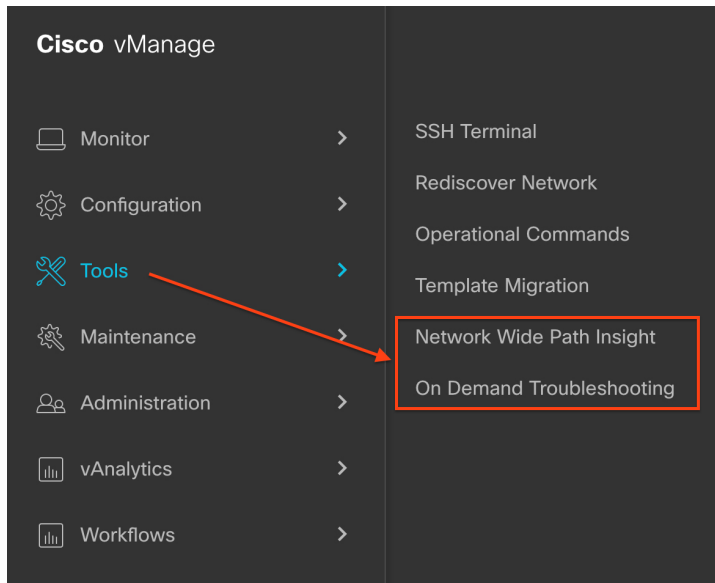 Cisco vManage
Monitor
Configuration
Tools
Maintenance
Administration
vAnalytics
Workflows
SSH Terminal
Rediscover Network
Operational Commands
Template Migration
Network Wide Path Insight
On Demand Troubleshooting